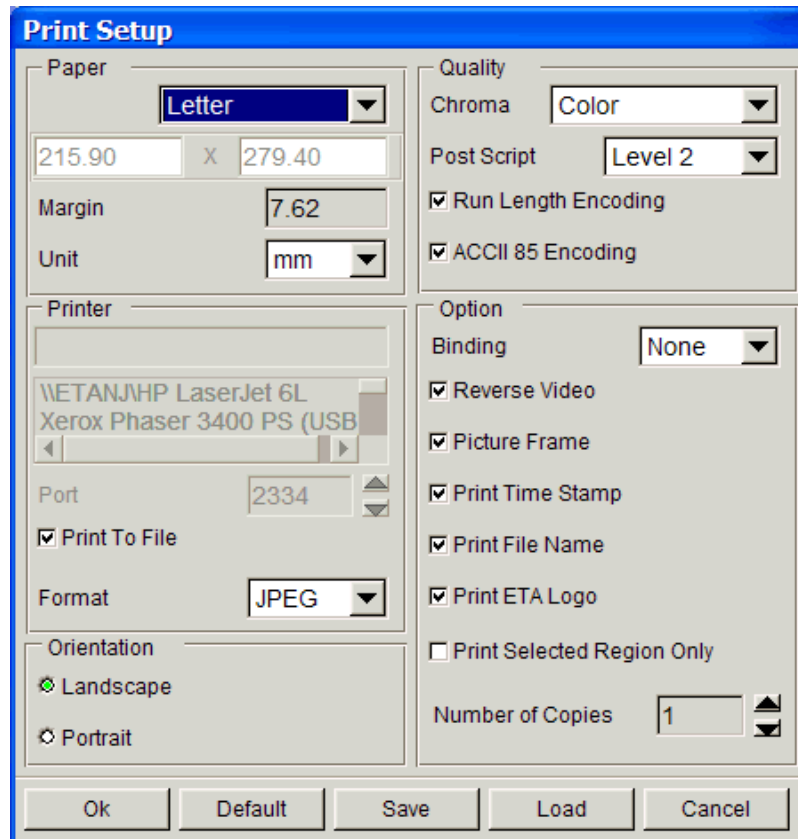 Print Setup
Paper
Letter
215.90 X 279.40
Margin 7.62
Unit mm
Printer
\\ETANJ\HP LaserJet 6L
Xerox Phaser 3400 PS (USB
Port 2334
Print To File
Format JPEG
Orientation
Landscape
Portrait
Quality
Chroma Color
Post Script Level 2
Run Length Encoding
ACCII 85 Encoding
Option
Binding None
Reverse Video
Picture Frame
Print Time Stamp
Print File Name
Print ETA Logo
Print Selected Region Only
Number of Copies 1
Ok Default Save Load Cancel